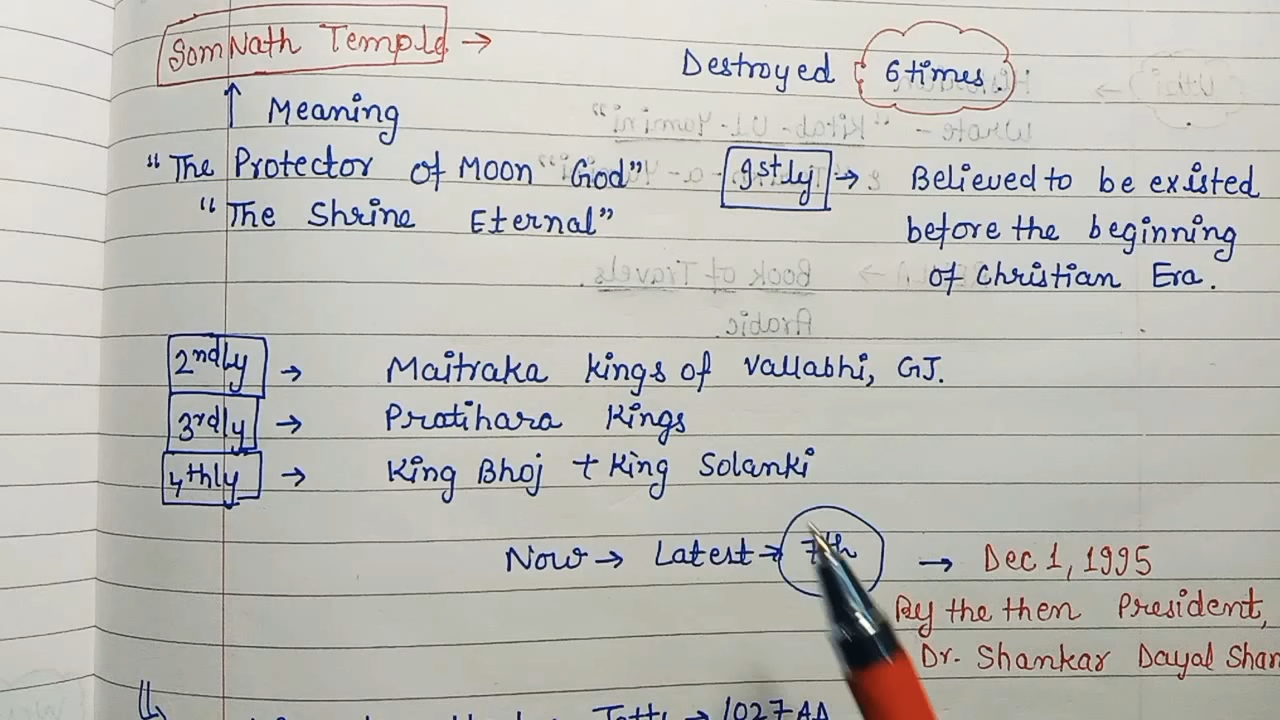 SomNath Temple →
Destroyed 6 times.
↑ Meaning
"The Protector of Moon "God"
"The Shrine Eternal"
1stly → Believed to be existed
before the beginning
of Christian Era.
2ndly → Maitraka kings of Vallabhi, GJ.
3rdly → Pratihara Kings
4thly → King Bhoj + King Solanki
Now → Latest → 7th → Dec 1, 1995
By the then President,
Dr. Shankar Dayal Shar
→ 1027 AD